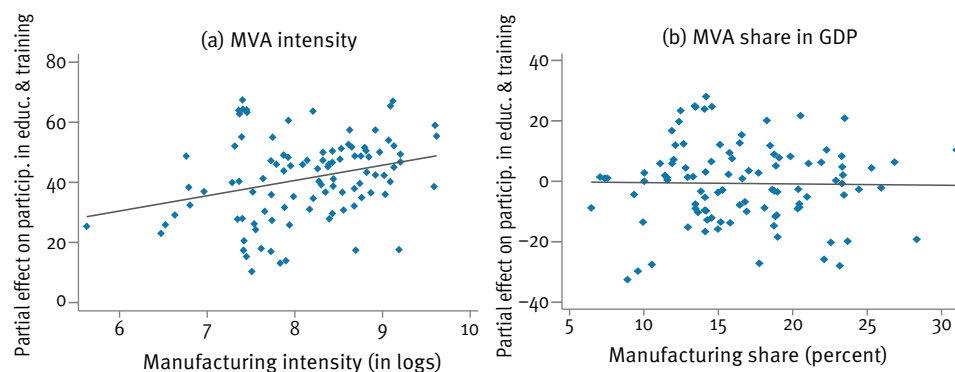 (a) MVA intensity
Partial effect on particip. in educ. & training
80
60
40
20
0
6 7 8 9 10
Manufacturing intensity (in logs)
(b) MVA share in GDP
Partial effect on particip. in educ. & training
40
20
0
−20
−40
5 10 15 20 25 30
Manufacturing share (percent)